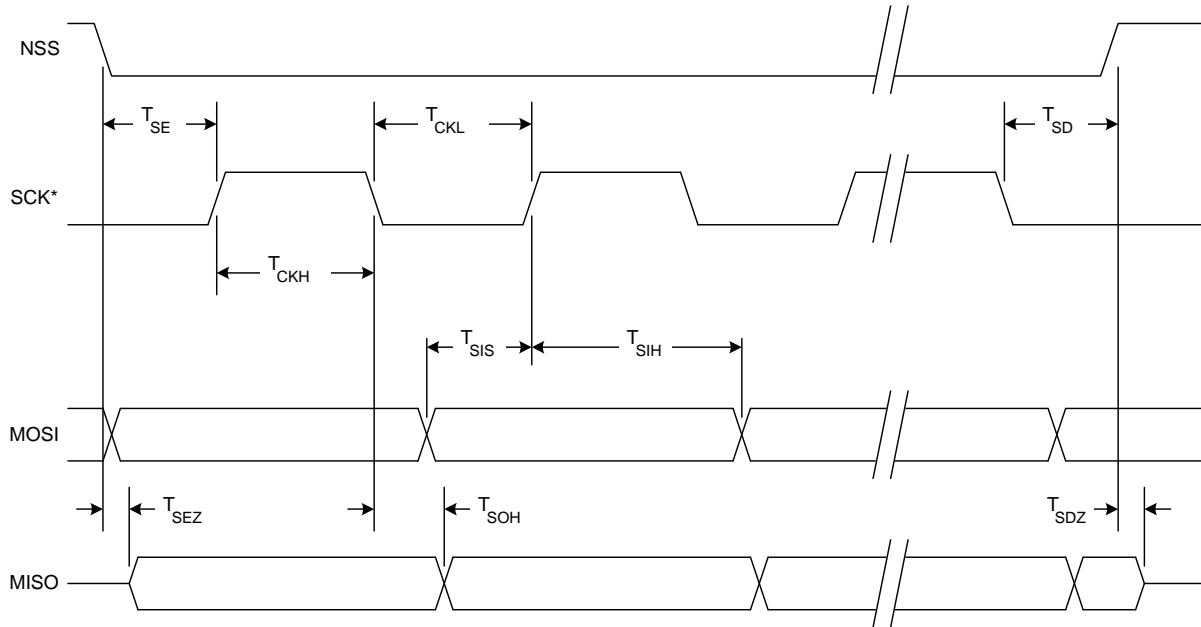 NSS
T_SE
T_CKL
T_SD
SCK*
T_CKH
T_SIS
T_SIH
MOSI
T_SEZ
T_SOH
T_SDZ
MISO